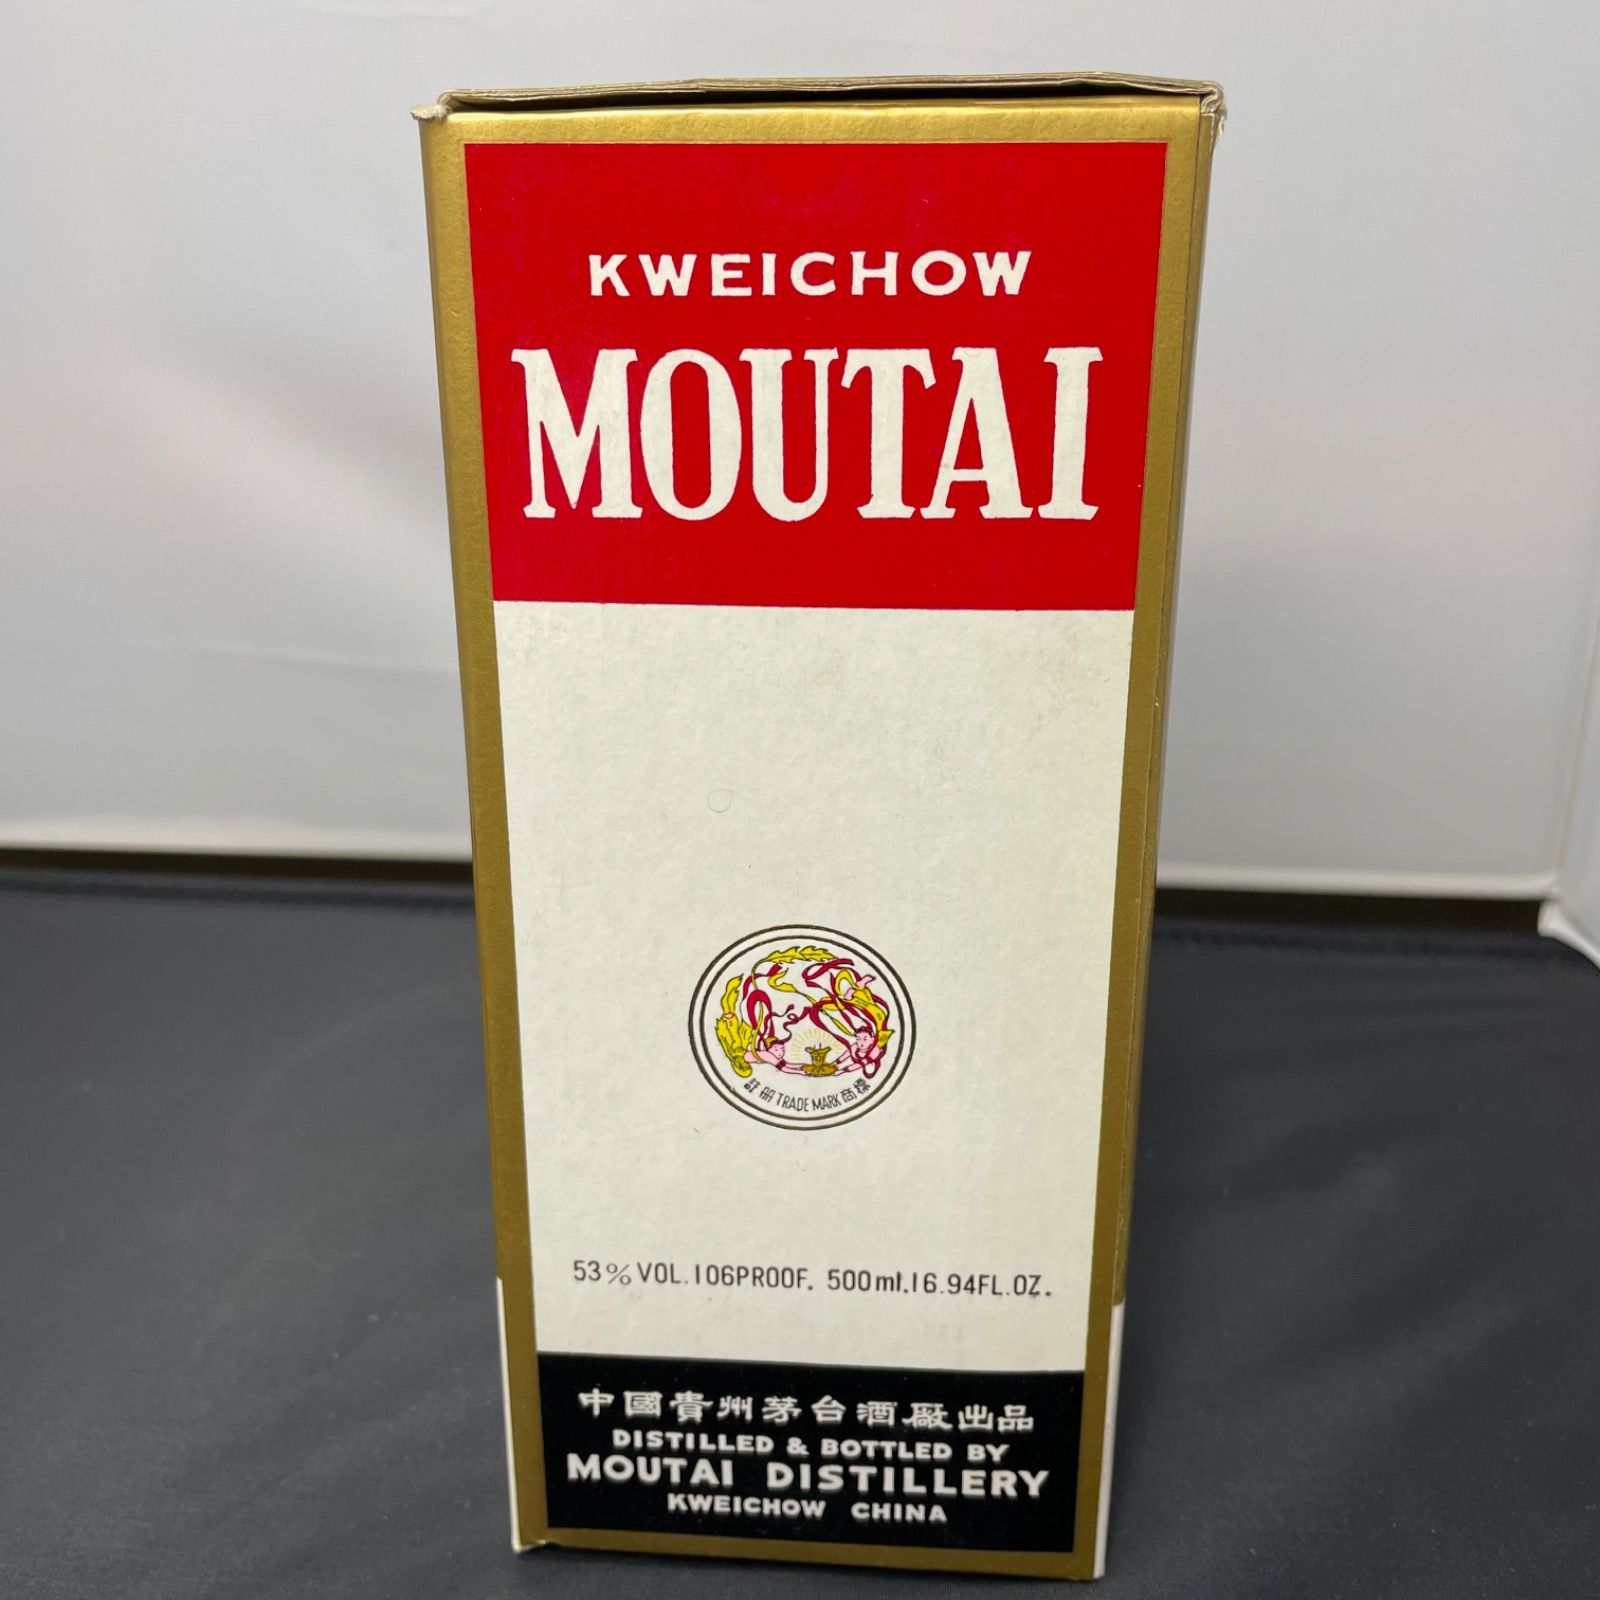 KWEICHOW
MOUTAI
註册 TRADE MARK 商標
53% VOL. 106PROOF. 500ml. 16.94FL.OZ.
中國貴州茅台酒廠出品
DISTILLED & BOTTLED BY
MOUTAI DISTILLERY
KWEICHOW CHINA